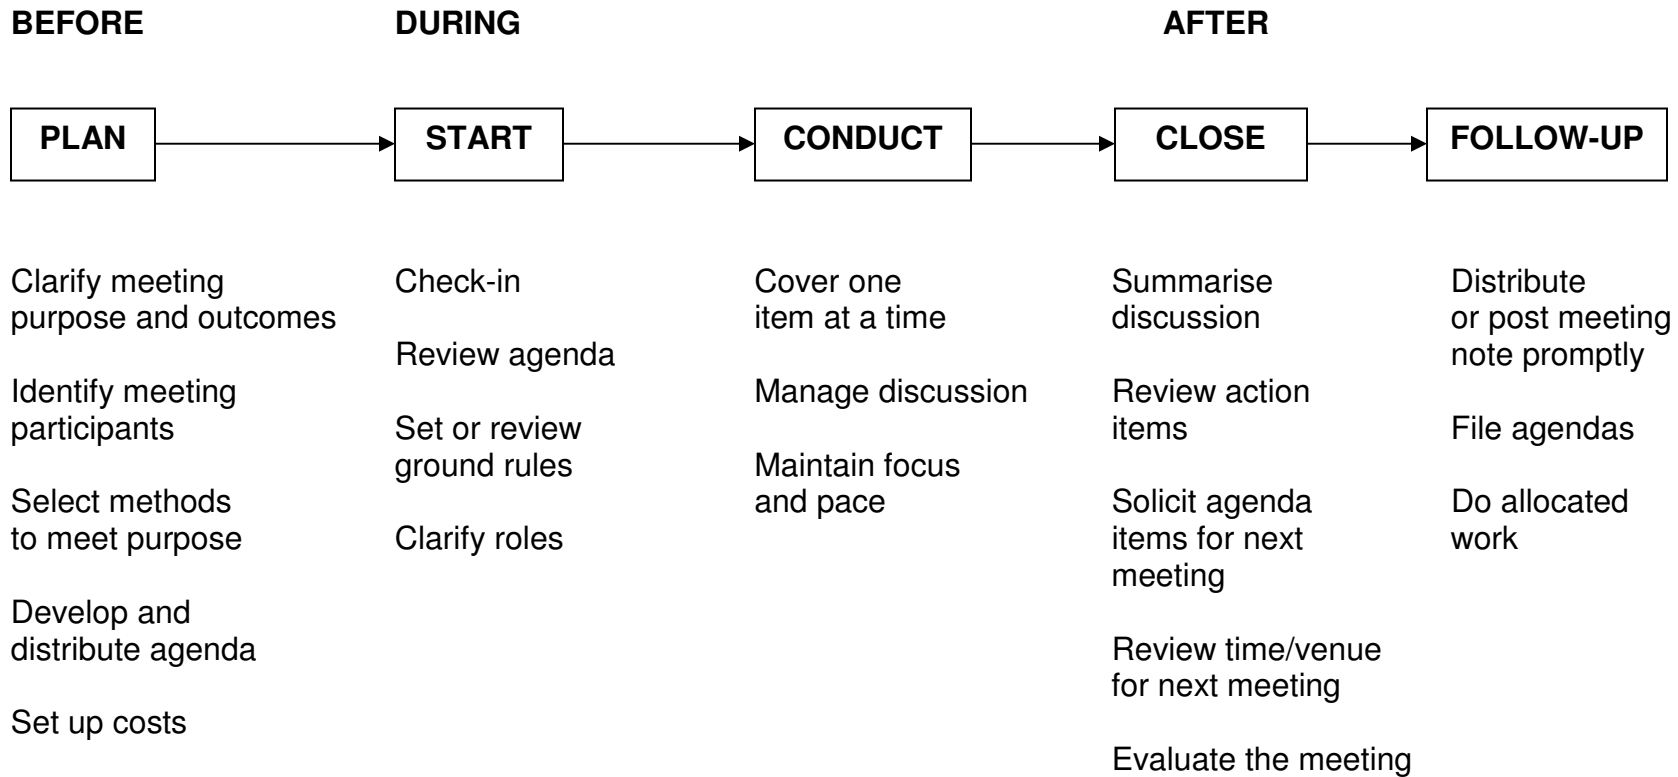 BEFORE DURING AFTER
PLAN START CONDUCT CLOSE FOLLOW-UP
Clarify meeting
purpose and outcomes
Identify meeting
participants
Select methods
to meet purpose
Develop and
distribute agenda
Set up costs
Check-in
Review agenda
Set or review
ground rules
Clarify roles
Cover one
item at a time
Manage discussion
Maintain focus
and pace
Summarise
discussion
Review action
items
Solicit agenda
items for next
meeting
Review time/venue
for next meeting
Evaluate the meeting
Distribute
or post meeting
note promptly
File agendas
Do allocated
work